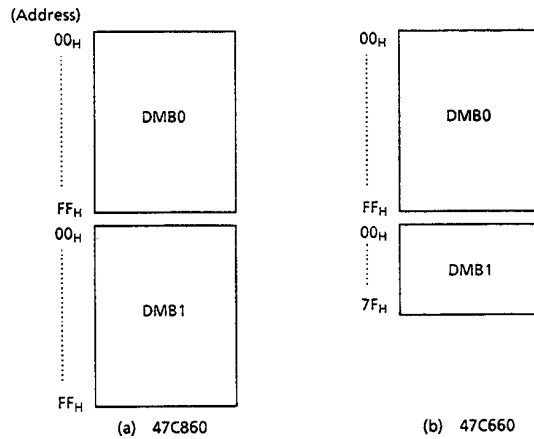 (Address)
00H
DMB0
FFH
00H
DMB1
FFH
(a) 47C860
00H
DMB0
FFH
00H
DMB1
7FH
(b) 47C660